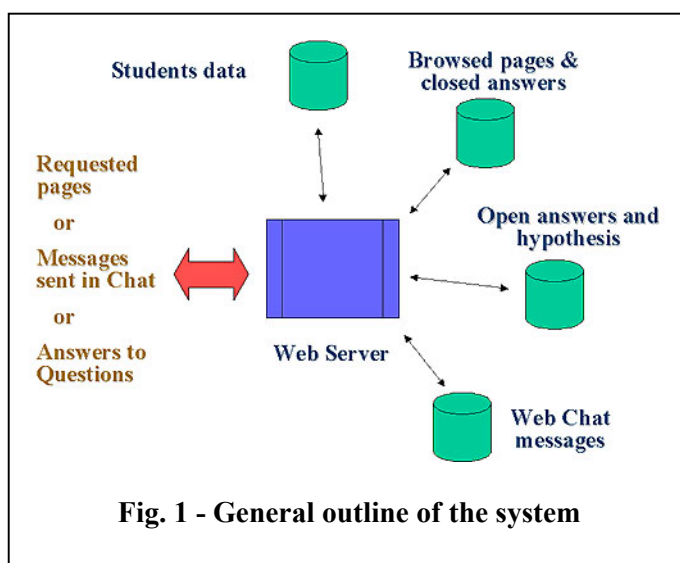 Students data
Browsed pages &
closed answers
Requested
pages
or
Messages
sent in Chat
or
Answers to
Questions
Open answers and
hypothesis
Web Server
Web Chat
messages
Fig. 1 - General outline of the system